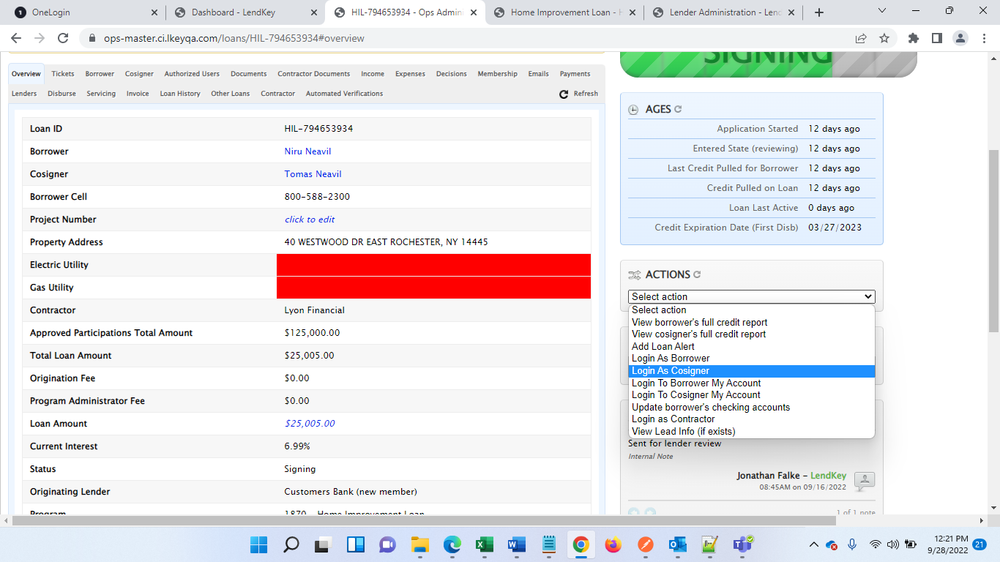 OneLogin
Dashboard - LendKey
HIL-794653934 - Ops Admini
Home Improvement Loan - H
Lender Administration - Lend
ops-master.ci.lkeyqa.com/loans/HIL-794653934#overview
Overview Tickets Borrower Cosigner Authorized Users Documents Contractor Documents Income Expenses Decisions Membership Emails Payments
Lenders Disburse Servicing Invoice Loan History Other Loans Contractor Automated Verifications Refresh
Loan ID HIL-794653934
Borrower Niru Neavil
Cosigner Tomas Neavil
Borrower Cell 800-588-2300
Project Number click to edit
Property Address 40 WESTWOOD DR EAST ROCHESTER, NY 14445
Electric Utility
Gas Utility
Contractor Lyon Financial
Approved Participations Total Amount $125,000.00
Total Loan Amount $25,005.00
Origination Fee $0.00
Program Administrator Fee $0.00
Loan Amount $25,005.00
Current Interest 6.99%
Status Signing
Originating Lender Customers Bank (new member)
Program 1870 - Home Improvement Loan
SIGNING
AGES
Application Started 12 days ago
Entered State (reviewing) 12 days ago
Last Credit Pulled for Borrower 12 days ago
Credit Pulled on Loan 12 days ago
Loan Last Active 0 days ago
Credit Expiration Date (First Disb) 03/27/2023
ACTIONS
Select action
Select action
View borrower's full credit report
View cosigner's full credit report
Add Loan Alert
Login As Borrower
Login As Cosigner
Login To Borrower My Account
Login To Cosigner My Account
Update borrower's checking accounts
Login as Contractor
View Lead Info (if exists)
Sent for lender review
Internal Note
Jonathan Falke - LendKey
08:45AM on 09/16/2022
1 of 1 note
12:21 PM
9/28/2022
21